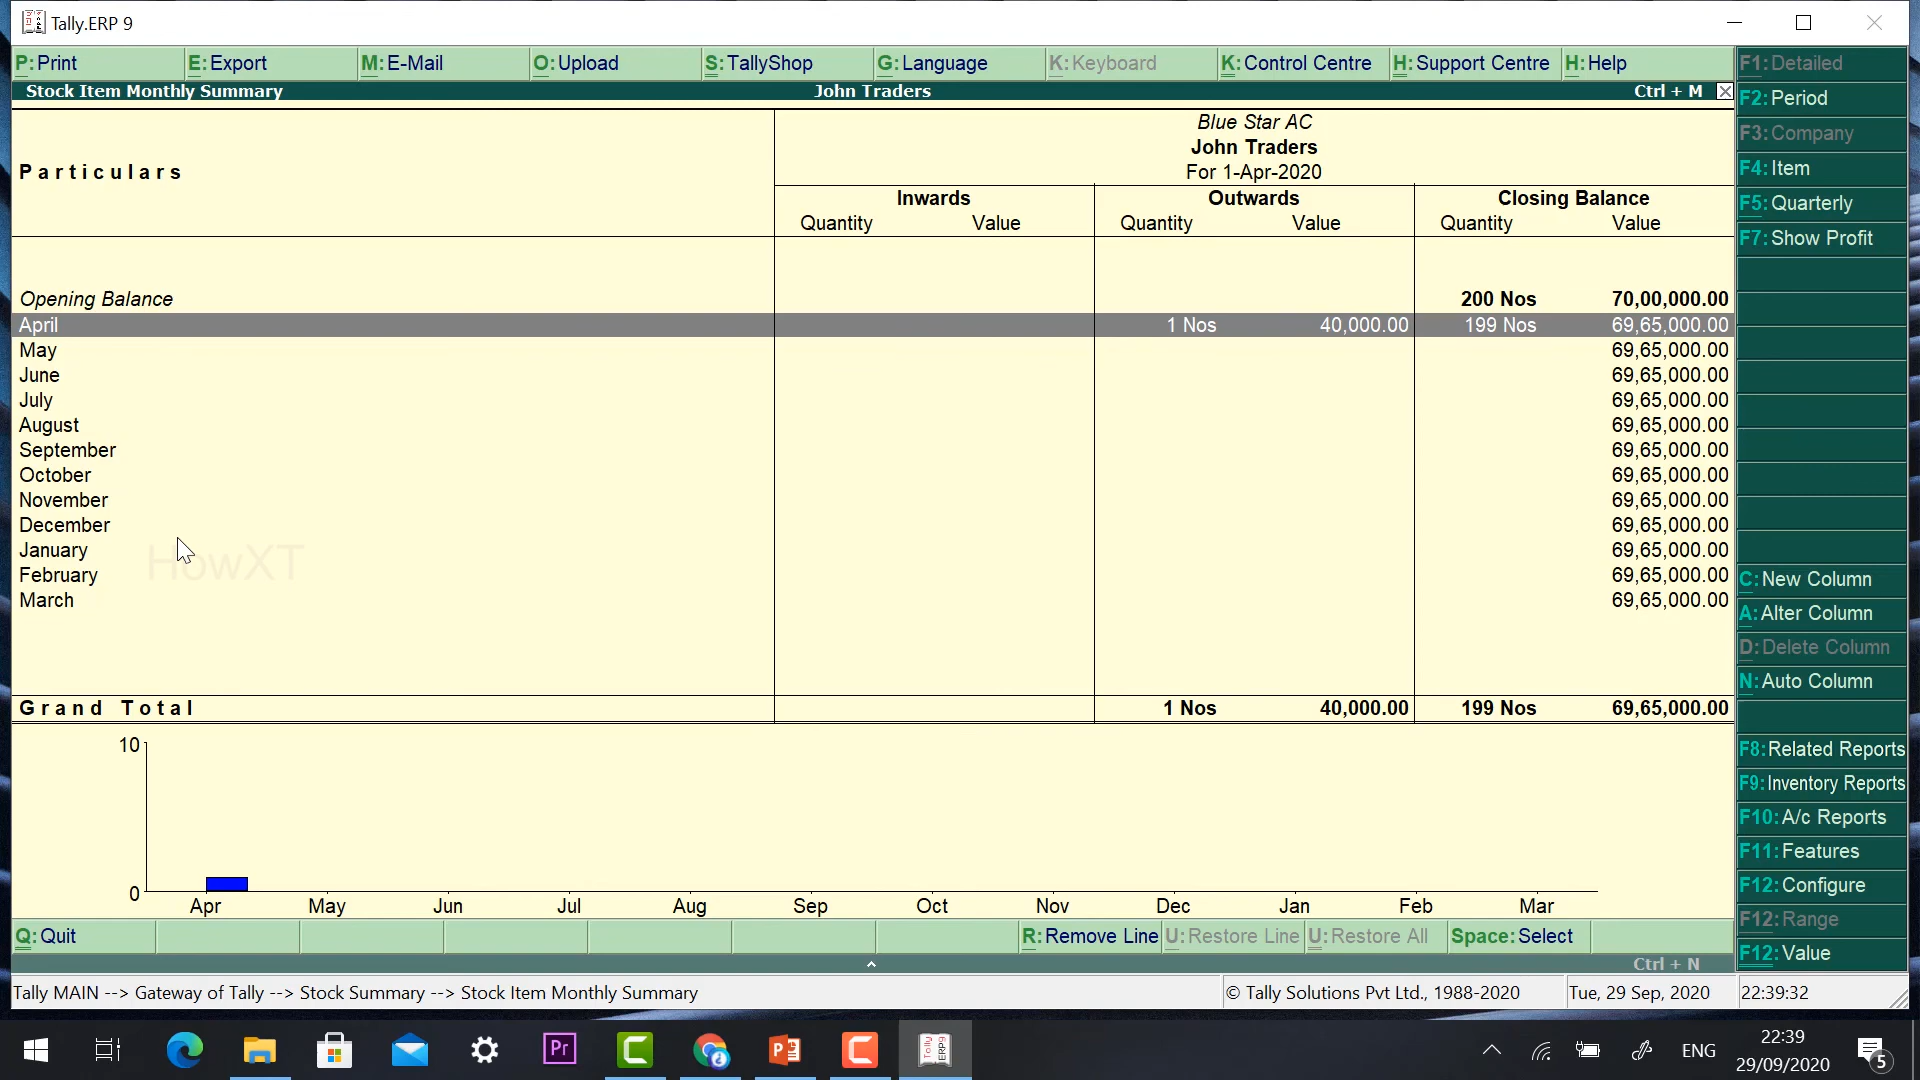 Tally.ERP 9
P: Print E: Export M: E-Mail O: Upload S: TallyShop G: Language K: Keyboard K: Control Centre H: Support Centre H: Help
Stock Item Monthly Summary John Traders Ctrl + M
Particulars
Blue Star AC
John Traders
For 1-Apr-2020
Inwards Outwards Closing Balance
Quantity Value Quantity Value Quantity Value
Opening Balance 200 Nos 70,00,000.00
April 1 Nos 40,000.00 199 Nos 69,65,000.00
May 69,65,000.00
June 69,65,000.00
July 69,65,000.00
August 69,65,000.00
September 69,65,000.00
October 69,65,000.00
November 69,65,000.00
December 69,65,000.00
January 69,65,000.00
February 69,65,000.00
March 69,65,000.00
HowXT
Grand Total 1 Nos 40,000.00 199 Nos 69,65,000.00
10
0
Apr May Jun Jul Aug Sep Oct Nov Dec Jan Feb Mar
F1: Detailed
F2: Period
F3: Company
F4: Item
F5: Quarterly
F7: Show Profit
C: New Column
A: Alter Column
D: Delete Column
N: Auto Column
F8: Related Reports
F9: Inventory Reports
F10: A/c Reports
F11: Features
F12: Configure
F12: Range
F12: Value
Q: Quit R: Remove Line U: Restore Line U: Restore All Space: Select
Ctrl + N
Tally MAIN --> Gateway of Tally --> Stock Summary --> Stock Item Monthly Summary © Tally Solutions Pvt Ltd., 1988-2020 Tue, 29 Sep, 2020 22:39:32
Pr
Tally ERP9
ENG
22:39
29/09/2020
5